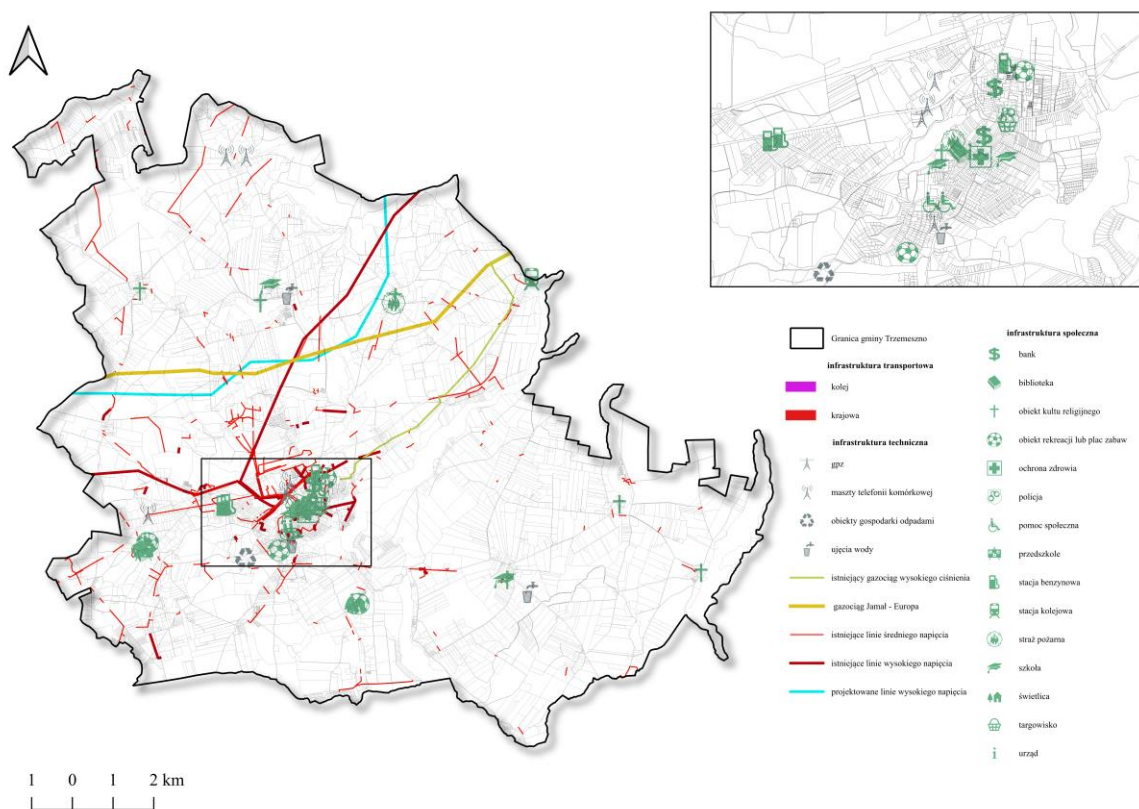 Granica gminy Trzemeszno
infrastruktura transportowa
kolej
krajowa
infrastruktura techniczna
gpz
maszty telefonii komórkowej
obiekty gospodarki odpadami
ujęcia wody
istniejący gazociąg wysokiego ciśnienia
gazociąg Jamał - Europa
istniejące linie średniego napięcia
istniejące linie wysokiego napięcia
projektowane linie wysokiego napięcia
infrastruktura społeczna
bank
biblioteka
obiekt kultu religijnego
obiekt rekreacji lub plac zabaw
ochrona zdrowia
policja
pomoc społeczna
przedszkole
stacja benzynowa
stacja kolejowa
straż pożarna
szkoła
świetlica
targowisko
urząd
1 0 1 2 km